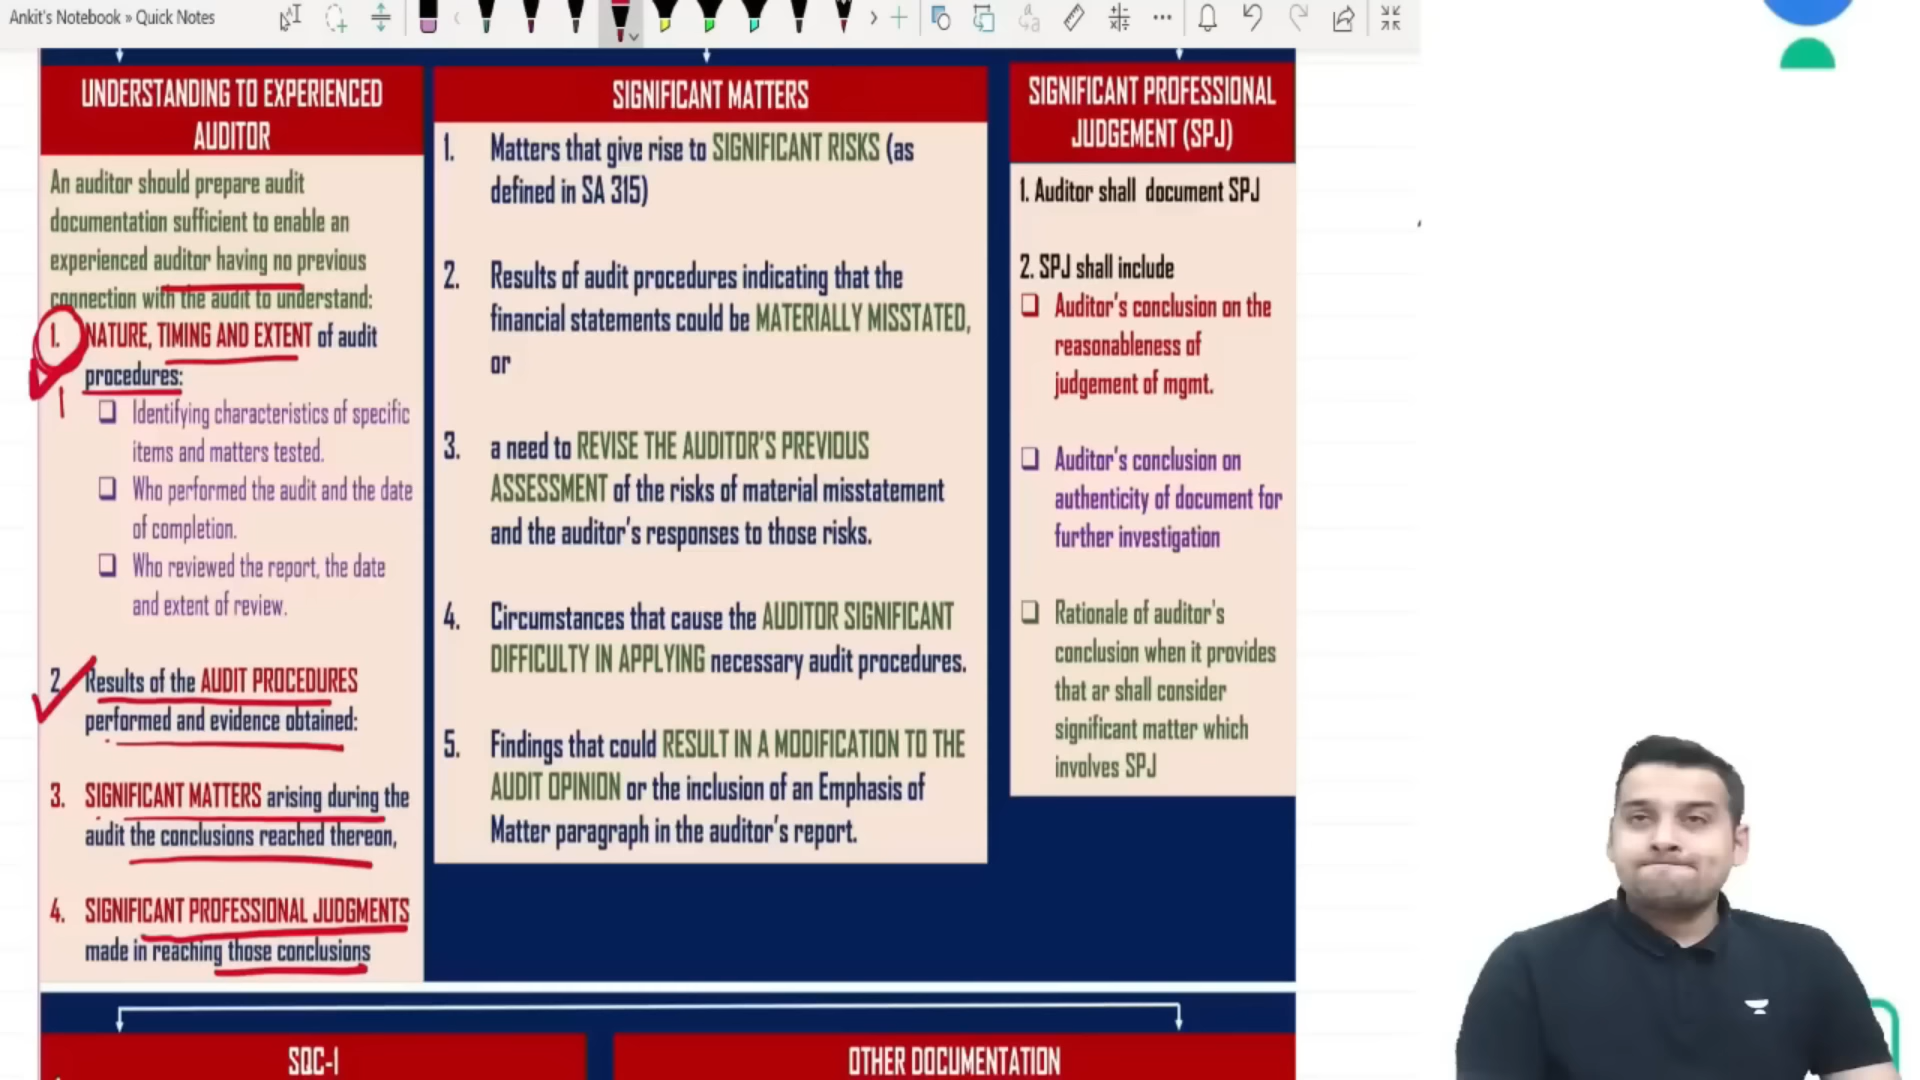 Ankit's Notebook » Quick Notes
UNDERSTANDING TO EXPERIENCED
AUDITOR
An auditor should prepare audit
documentation sufficient to enable an
experienced auditor having no previous
connection with the audit to understand:
1. NATURE, TIMING AND EXTENT of audit
procedures:
❑ Identifying characteristics of specific
items and matters tested.
❑ Who performed the audit and the date
of completion.
❑ Who reviewed the report, the date
and extent of review.
2. Results of the AUDIT PROCEDURES
performed and evidence obtained:
3. SIGNIFICANT MATTERS arising during the
audit the conclusions reached thereon,
4. SIGNIFICANT PROFESSIONAL JUDGMENTS
made in reaching those conclusions
SIGNIFICANT MATTERS
1. Matters that give rise to SIGNIFICANT RISKS (as
defined in SA 315)
2. Results of audit procedures indicating that the
financial statements could be MATERIALLY MISSTATED,
or
3. a need to REVISE THE AUDITOR'S PREVIOUS
ASSESSMENT of the risks of material misstatement
and the auditor's responses to those risks.
4. Circumstances that cause the AUDITOR SIGNIFICANT
DIFFICULTY IN APPLYING necessary audit procedures.
5. Findings that could RESULT IN A MODIFICATION TO THE
AUDIT OPINION or the inclusion of an Emphasis of
Matter paragraph in the auditor's report.
SIGNIFICANT PROFESSIONAL
JUDGEMENT (SPJ)
1. Auditor shall document SPJ
2. SPJ shall include
❑ Auditor's conclusion on the
reasonableness of
judgement of mgmt.
❑ Auditor's conclusion on
authenticity of document for
further investigation
❑ Rationale of auditor's
conclusion when it provides
that ar shall consider
significant matter which
involves SPJ
SQC-1
OTHER DOCUMENTATION